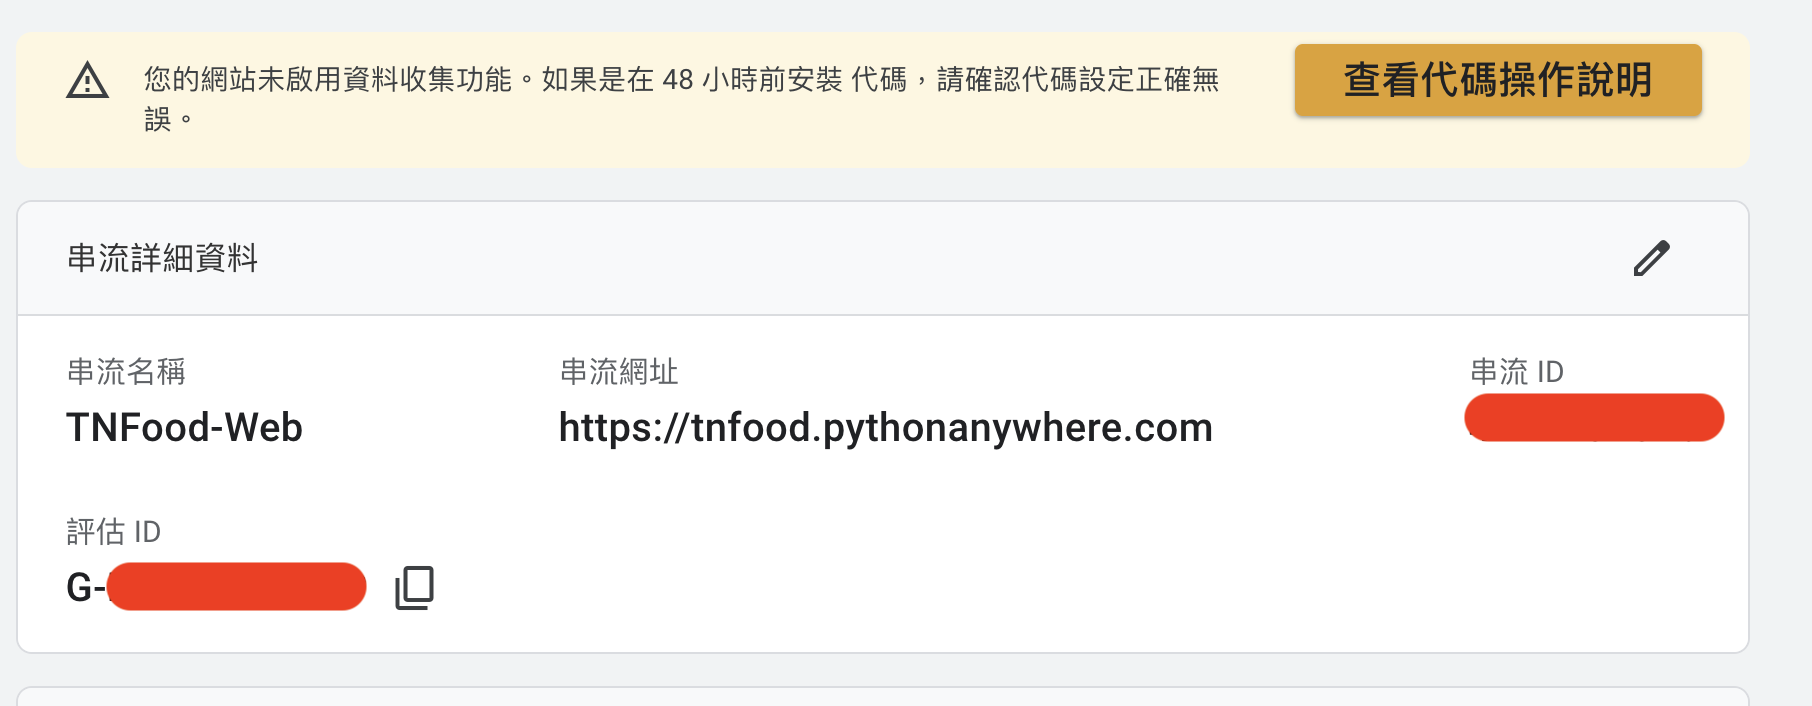 您的網站未啟用資料收集功能。如果是在 48 小時前安裝 代碼，請確認代碼設定正確無
誤。
查看代碼操作說明
串流詳細資料
串流名稱
串流網址
串流 ID
TNFood-Web
https://tnfood.pythonanywhere.com
評估 ID
G-